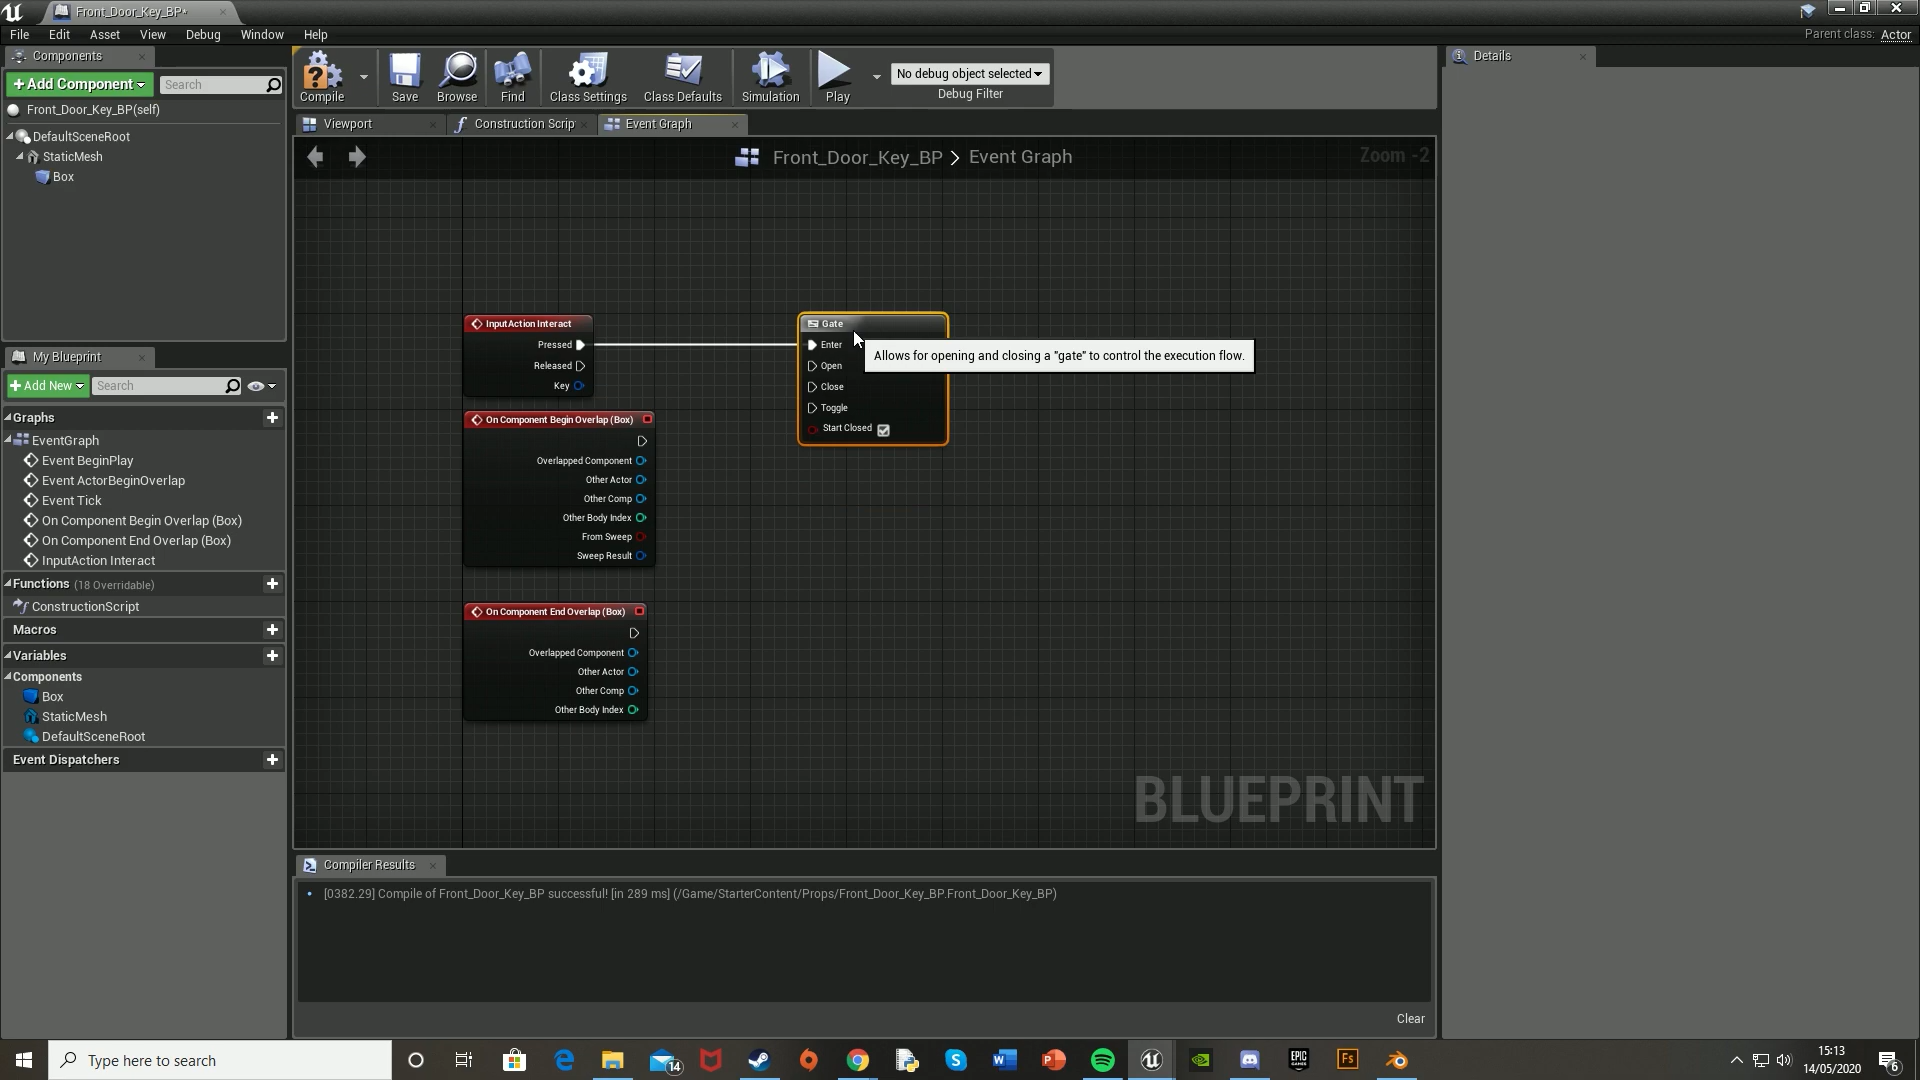 Front_Door_Key_BP*
File Edit Asset View Debug Window Help
Parent class: Actor
Components
+Add Component Search
Front_Door_Key_BP(self)
DefaultSceneRoot
StaticMesh
Box
Compile Save Browse Find Class Settings Class Defaults Simulation Play
No debug object selected
Debug Filter
Details
Viewport Construction Scrip Event Graph
Front_Door_Key_BP > Event Graph
Zoom -2
My Blueprint
+Add New Search
Graphs
EventGraph
Event BeginPlay
Event ActorBeginOverlap
Event Tick
On Component Begin Overlap (Box)
On Component End Overlap (Box)
InputAction Interact
Functions (18 Overridable)
ConstructionScript
Macros
Variables
Components
Box
StaticMesh
DefaultSceneRoot
Event Dispatchers
InputAction Interact
Pressed
Released
Key
On Component Begin Overlap (Box)
Overlapped Component
Other Actor
Other Comp
Other Body Index
From Sweep
Sweep Result
On Component End Overlap (Box)
Overlapped Component
Other Actor
Other Comp
Other Body Index
Gate
Enter
Open
Close
Toggle
Start Closed
Allows for opening and closing a "gate" to control the execution flow.
BLUEPRINT
Compiler Results
[0382.29] Compile of Front_Door_Key_BP successful! [in 289 ms] (/Game/StarterContent/Props/Front_Door_Key_BP.Front_Door_Key_BP)
Clear
Type here to search
14
EPIC GAMES
Fs
15:13
14/05/2020
6